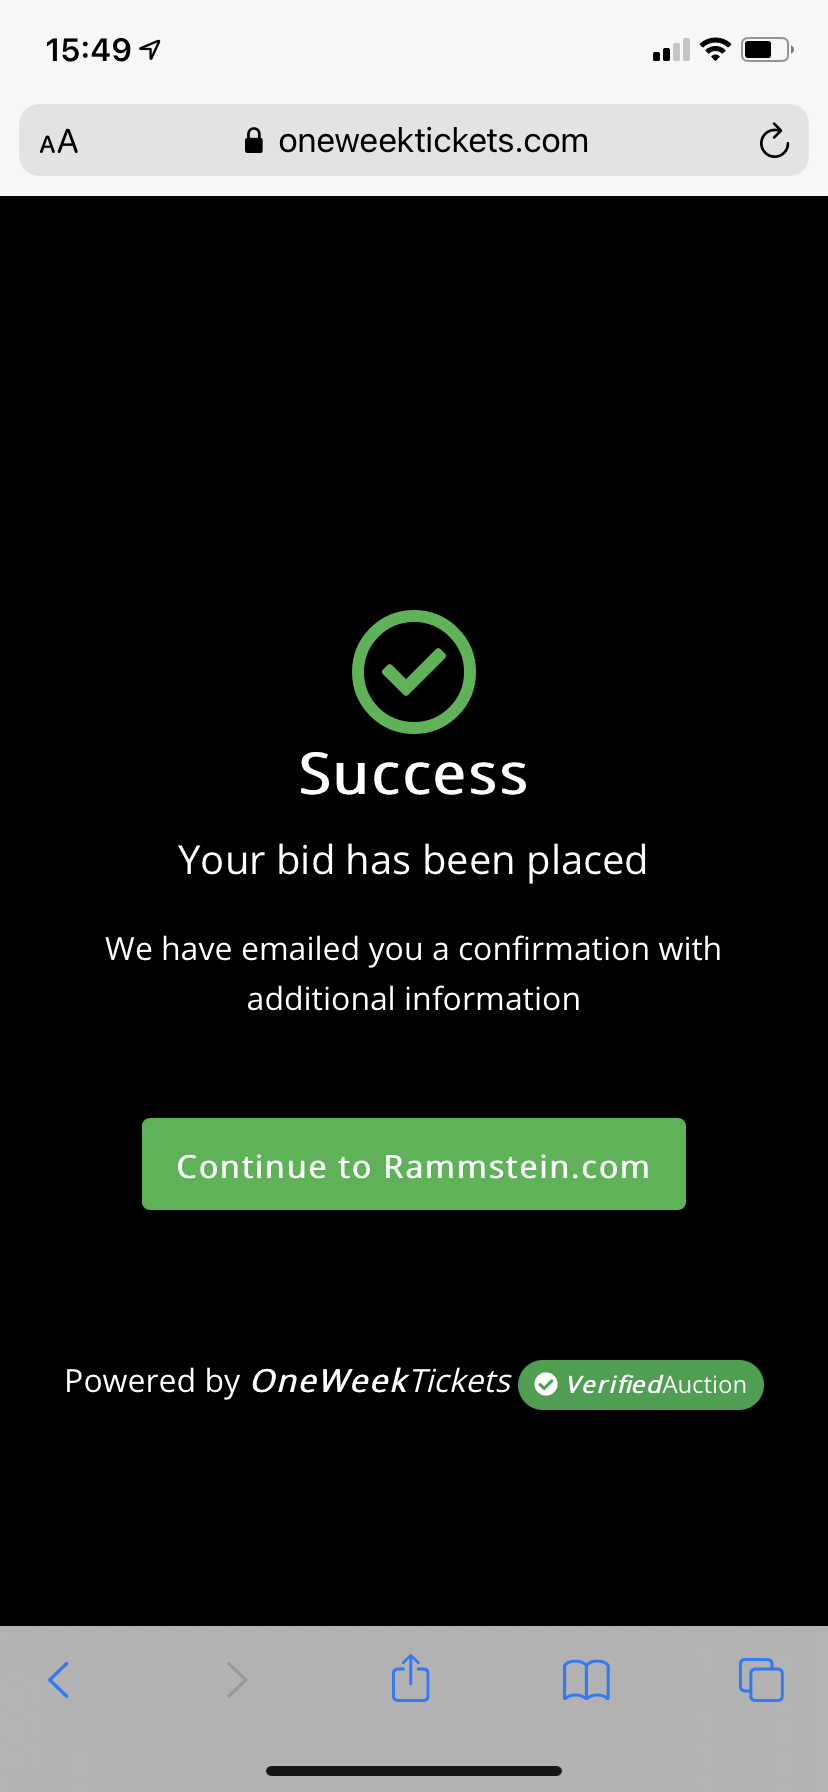 15:49
AA oneweektickets.com
Success
Your bid has been placed
We have emailed you a confirmation with
additional information
Continue to Rammstein.com
Powered by OneWeekTickets VerifiedAuction